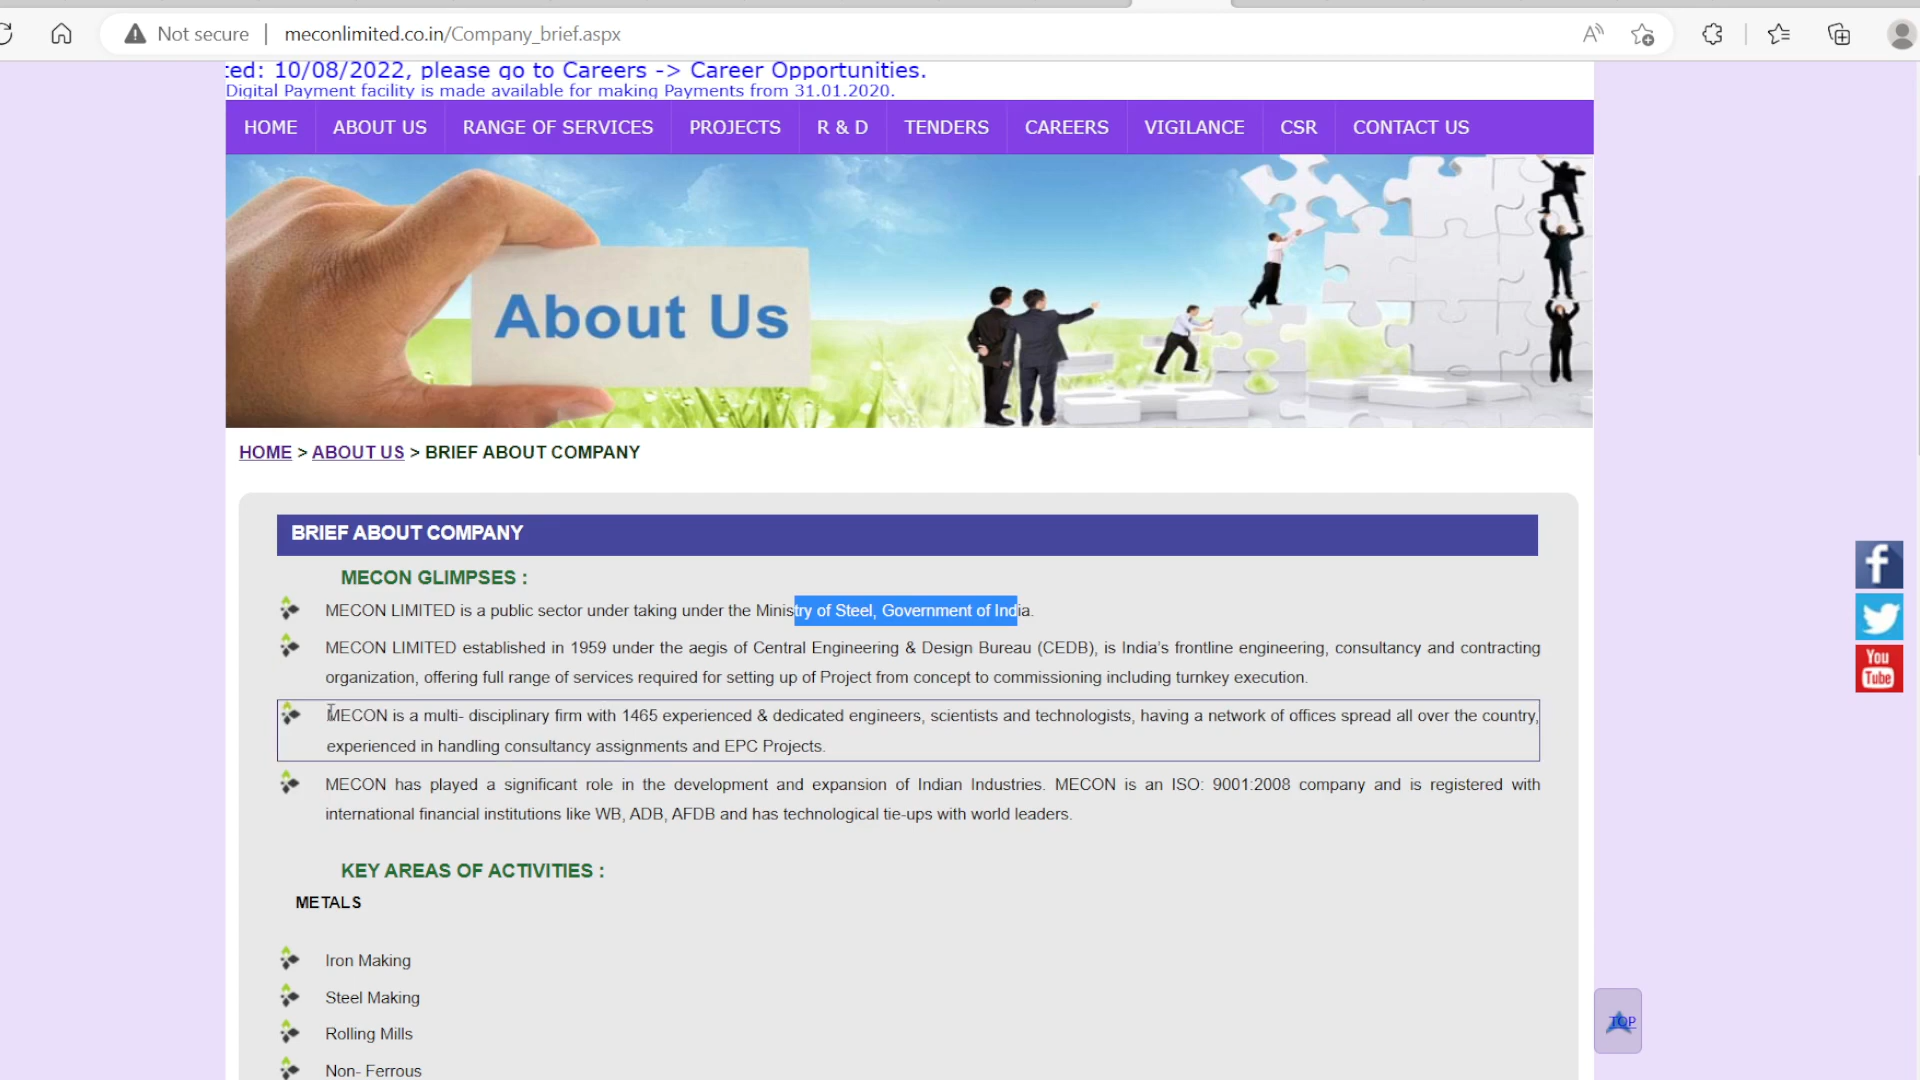 Not secure | meconlimited.co.in/Company_brief.aspx
ted: 10/08/2022, please go to Careers -> Career Opportunities.
Digital Payment facility is made available for making Payments from 31.01.2020.
HOME ABOUT US RANGE OF SERVICES PROJECTS R & D TENDERS CAREERS VIGILANCE CSR CONTACT US
About Us
HOME > ABOUT US > BRIEF ABOUT COMPANY
BRIEF ABOUT COMPANY
MECON GLIMPSES :
MECON LIMITED is a public sector under taking under the Ministry of Steel, Government of India.
MECON LIMITED established in 1959 under the aegis of Central Engineering & Design Bureau (CEDB), is India's frontline engineering, consultancy and contracting
organization, offering full range of services required for setting up of Project from concept to commissioning including turnkey execution.
MECON is a multi- disciplinary firm with 1465 experienced & dedicated engineers, scientists and technologists, having a network of offices spread all over the country,
experienced in handling consultancy assignments and EPC Projects.
MECON has played a significant role in the development and expansion of Indian Industries. MECON is an ISO: 9001:2008 company and is registered with
international financial institutions like WB, ADB, AFDB and has technological tie-ups with world leaders.
KEY AREAS OF ACTIVITIES :
METALS
Iron Making
Steel Making
Rolling Mills
Non- Ferrous
You
Tube
TOP